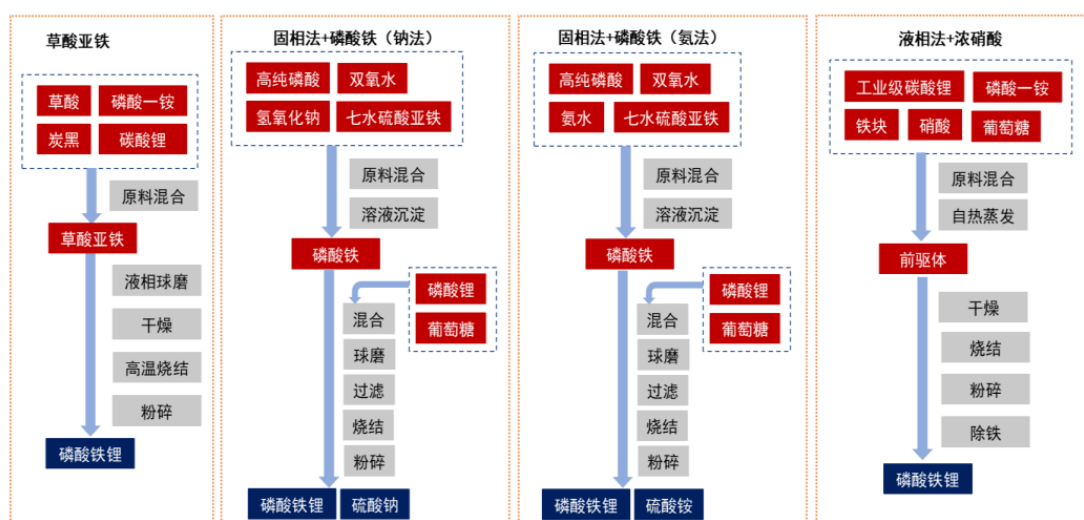 草酸亚铁
草酸 磷酸一铵
炭黑 碳酸锂
原料混合
草酸亚铁
液相球磨
干燥
高温烧结
粉碎
磷酸铁锂
固相法+磷酸铁（钠法）
高纯磷酸 双氧水
氢氧化钠 七水硫酸亚铁
原料混合
溶液沉淀
磷酸铁
磷酸锂
葡萄糖
混合
球磨
过滤
烧结
粉碎
磷酸铁锂 硫酸钠
固相法+磷酸铁（氨法）
高纯磷酸 双氧水
氨水 七水硫酸亚铁
原料混合
溶液沉淀
磷酸铁
磷酸锂
葡萄糖
混合
球磨
过滤
烧结
粉碎
磷酸铁锂 硫酸铵
液相法+浓硝酸
工业级碳酸锂 磷酸一铵
铁块 硝酸 葡萄糖
原料混合
自热蒸发
前驱体
干燥
烧结
粉碎
除铁
磷酸铁锂